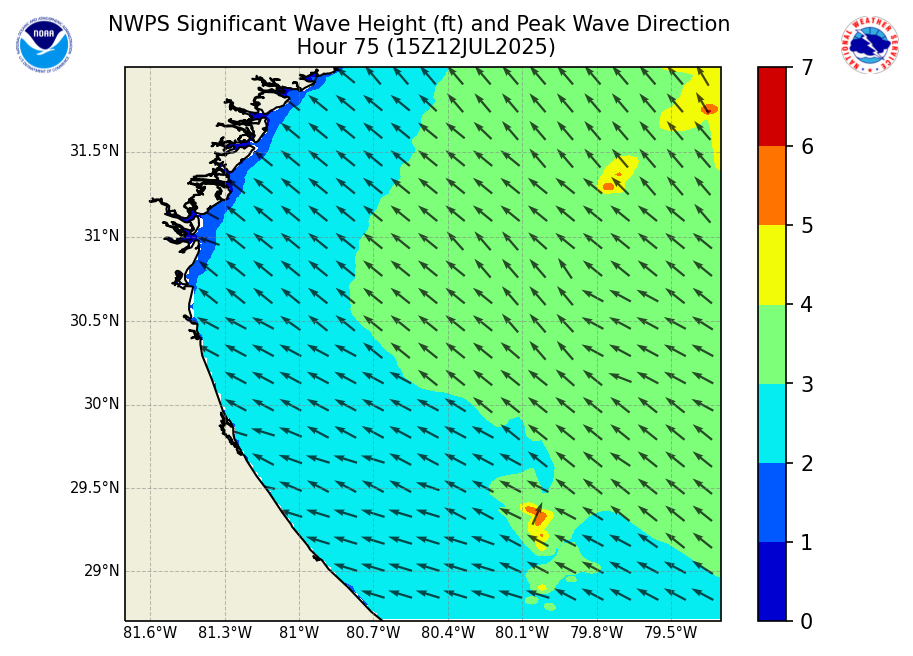 NWPS Significant Wave Height (ft) and Peak Wave Direction
Hour 75 (15Z12JUL2025)
NOAA
NATIONAL WEATHER SERVICE
31.5°N
31°N
30.5°N
30°N
29.5°N
29°N
81.6°W 81.3°W 81°W 80.7°W 80.4°W 80.1°W 79.8°W 79.5°W
7
6
5
4
3
2
1
0